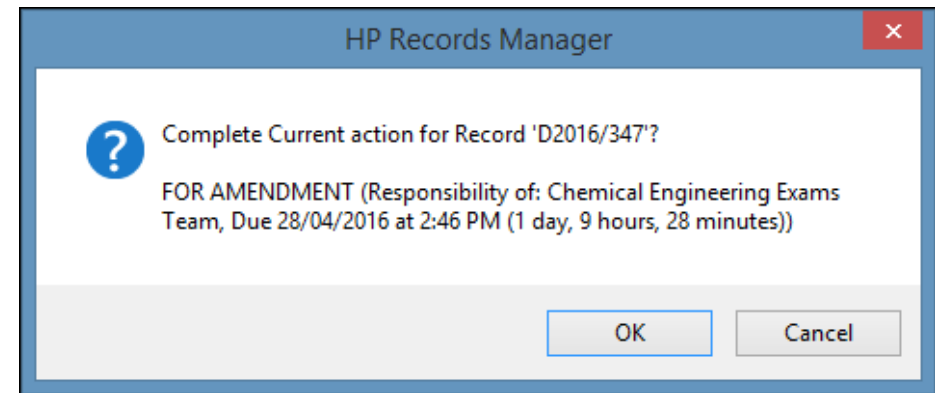 HP Records Manager
Complete Current action for Record 'D2016/347'?
FOR AMENDMENT (Responsibility of: Chemical Engineering Exams
Team, Due 28/04/2016 at 2:46 PM (1 day, 9 hours, 28 minutes))
OK
Cancel